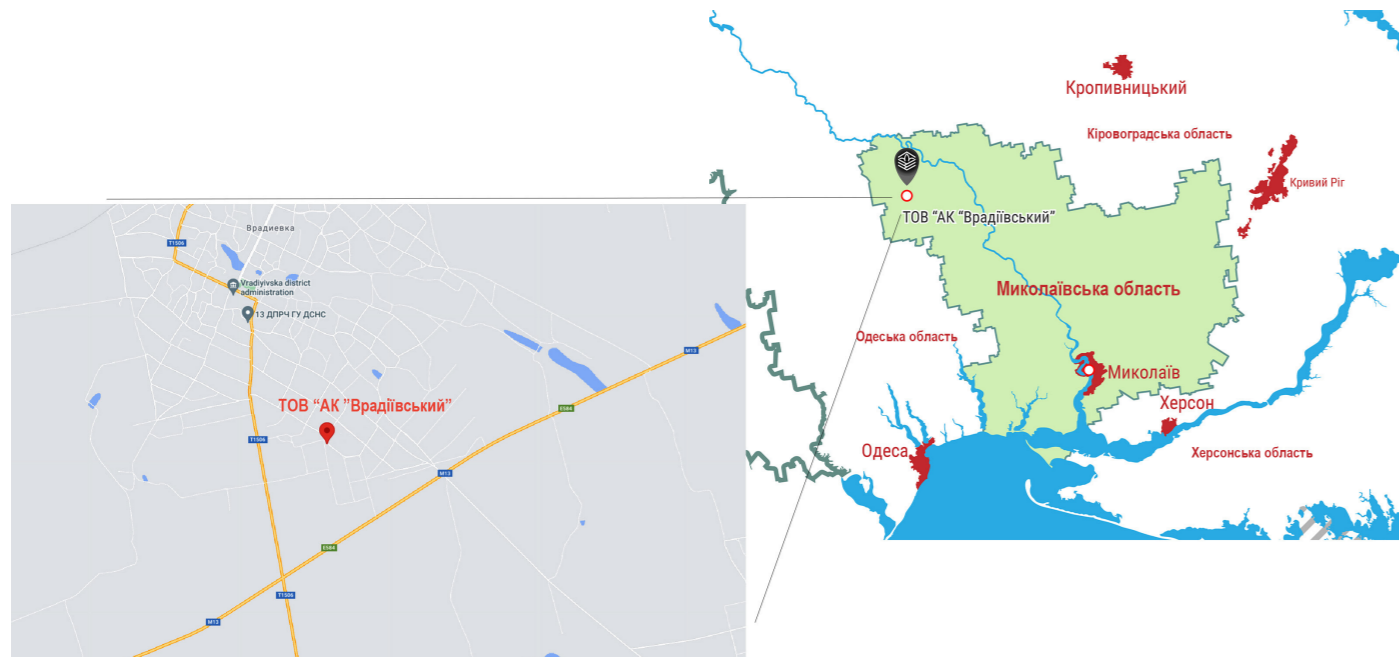 Кропивницький
Кіровоградська область
Кривий Ріг
ТОВ "АК "Врадіївський"
Миколаївська область
Одеська область
Миколаїв
Херсон
Одеса
Херсонська область
Врадиевка
T1506
Vradiyivska district
administration
13 ДПРЧ ГУ ДСНС
M13
ТОВ “АК ”Врадіївський”
E584
T1506
M13
E584
T1506
M13